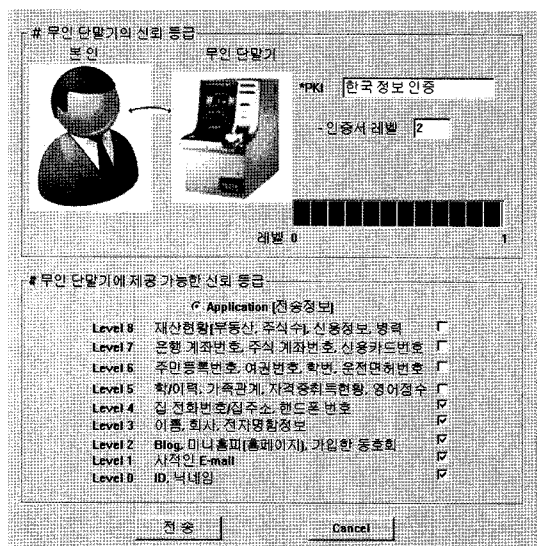 # 무인 단말기의 신뢰 등급
본 인 무인 단말기
*PKI 한국 정보 인증
- 인증서 레벨 2
레벨 0 1
# 무인 단말기에 제공 가능한 신뢰 등급
Application [전송정보]
Level 8 재산현황[부동산, 주식수], 신용정보, 병력
Level 7 은행 계좌번호, 주식 계좌번호, 신용카드번호
Level 6 주민등록번호, 여권번호, 학번, 운전면허번호
Level 5 학/이력, 가족관계, 자격증취득현황, 영어점수
Level 4 집 전화번호/집주소, 핸드폰 번호
Level 3 이름, 회사, 전자명함정보
Level 2 Blog, 미니홈피[홈페이지], 가입한 동호회
Level 1 사적인 E-mail
Level 0 ID, 닉네임
전 송 Cancel